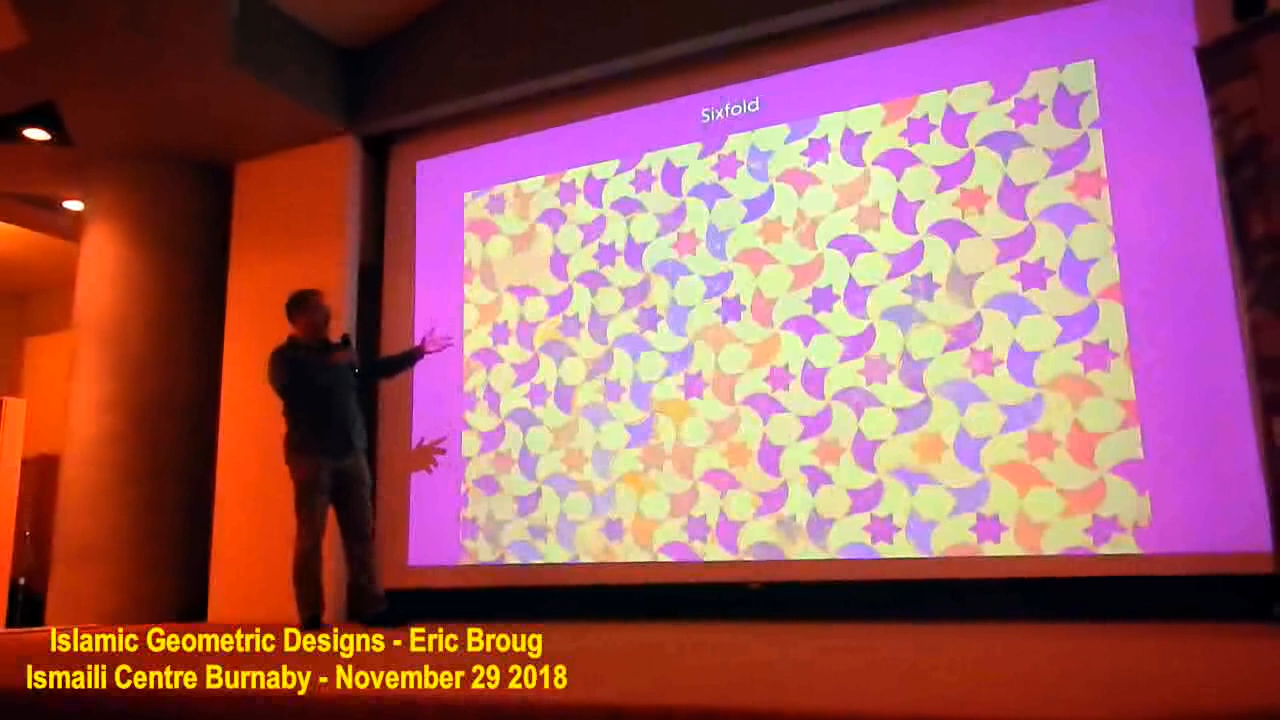 Sixfold
Islamic Geometric Designs - Eric Broug
Ismaili Centre Burnaby - November 29 2018